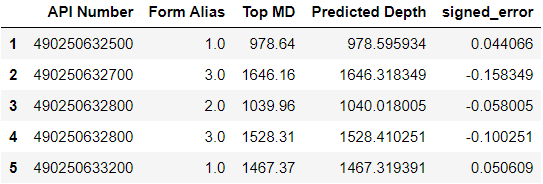 API Number Form Alias Top MD Predicted Depth signed_error
1 490250632500 1.0 978.64 978.595934 0.044066
2 490250632700 3.0 1646.16 1646.318349 -0.158349
3 490250632800 2.0 1039.96 1040.018005 -0.058005
4 490250632800 3.0 1528.31 1528.410251 -0.100251
5 490250633200 1.0 1467.37 1467.319391 0.050609